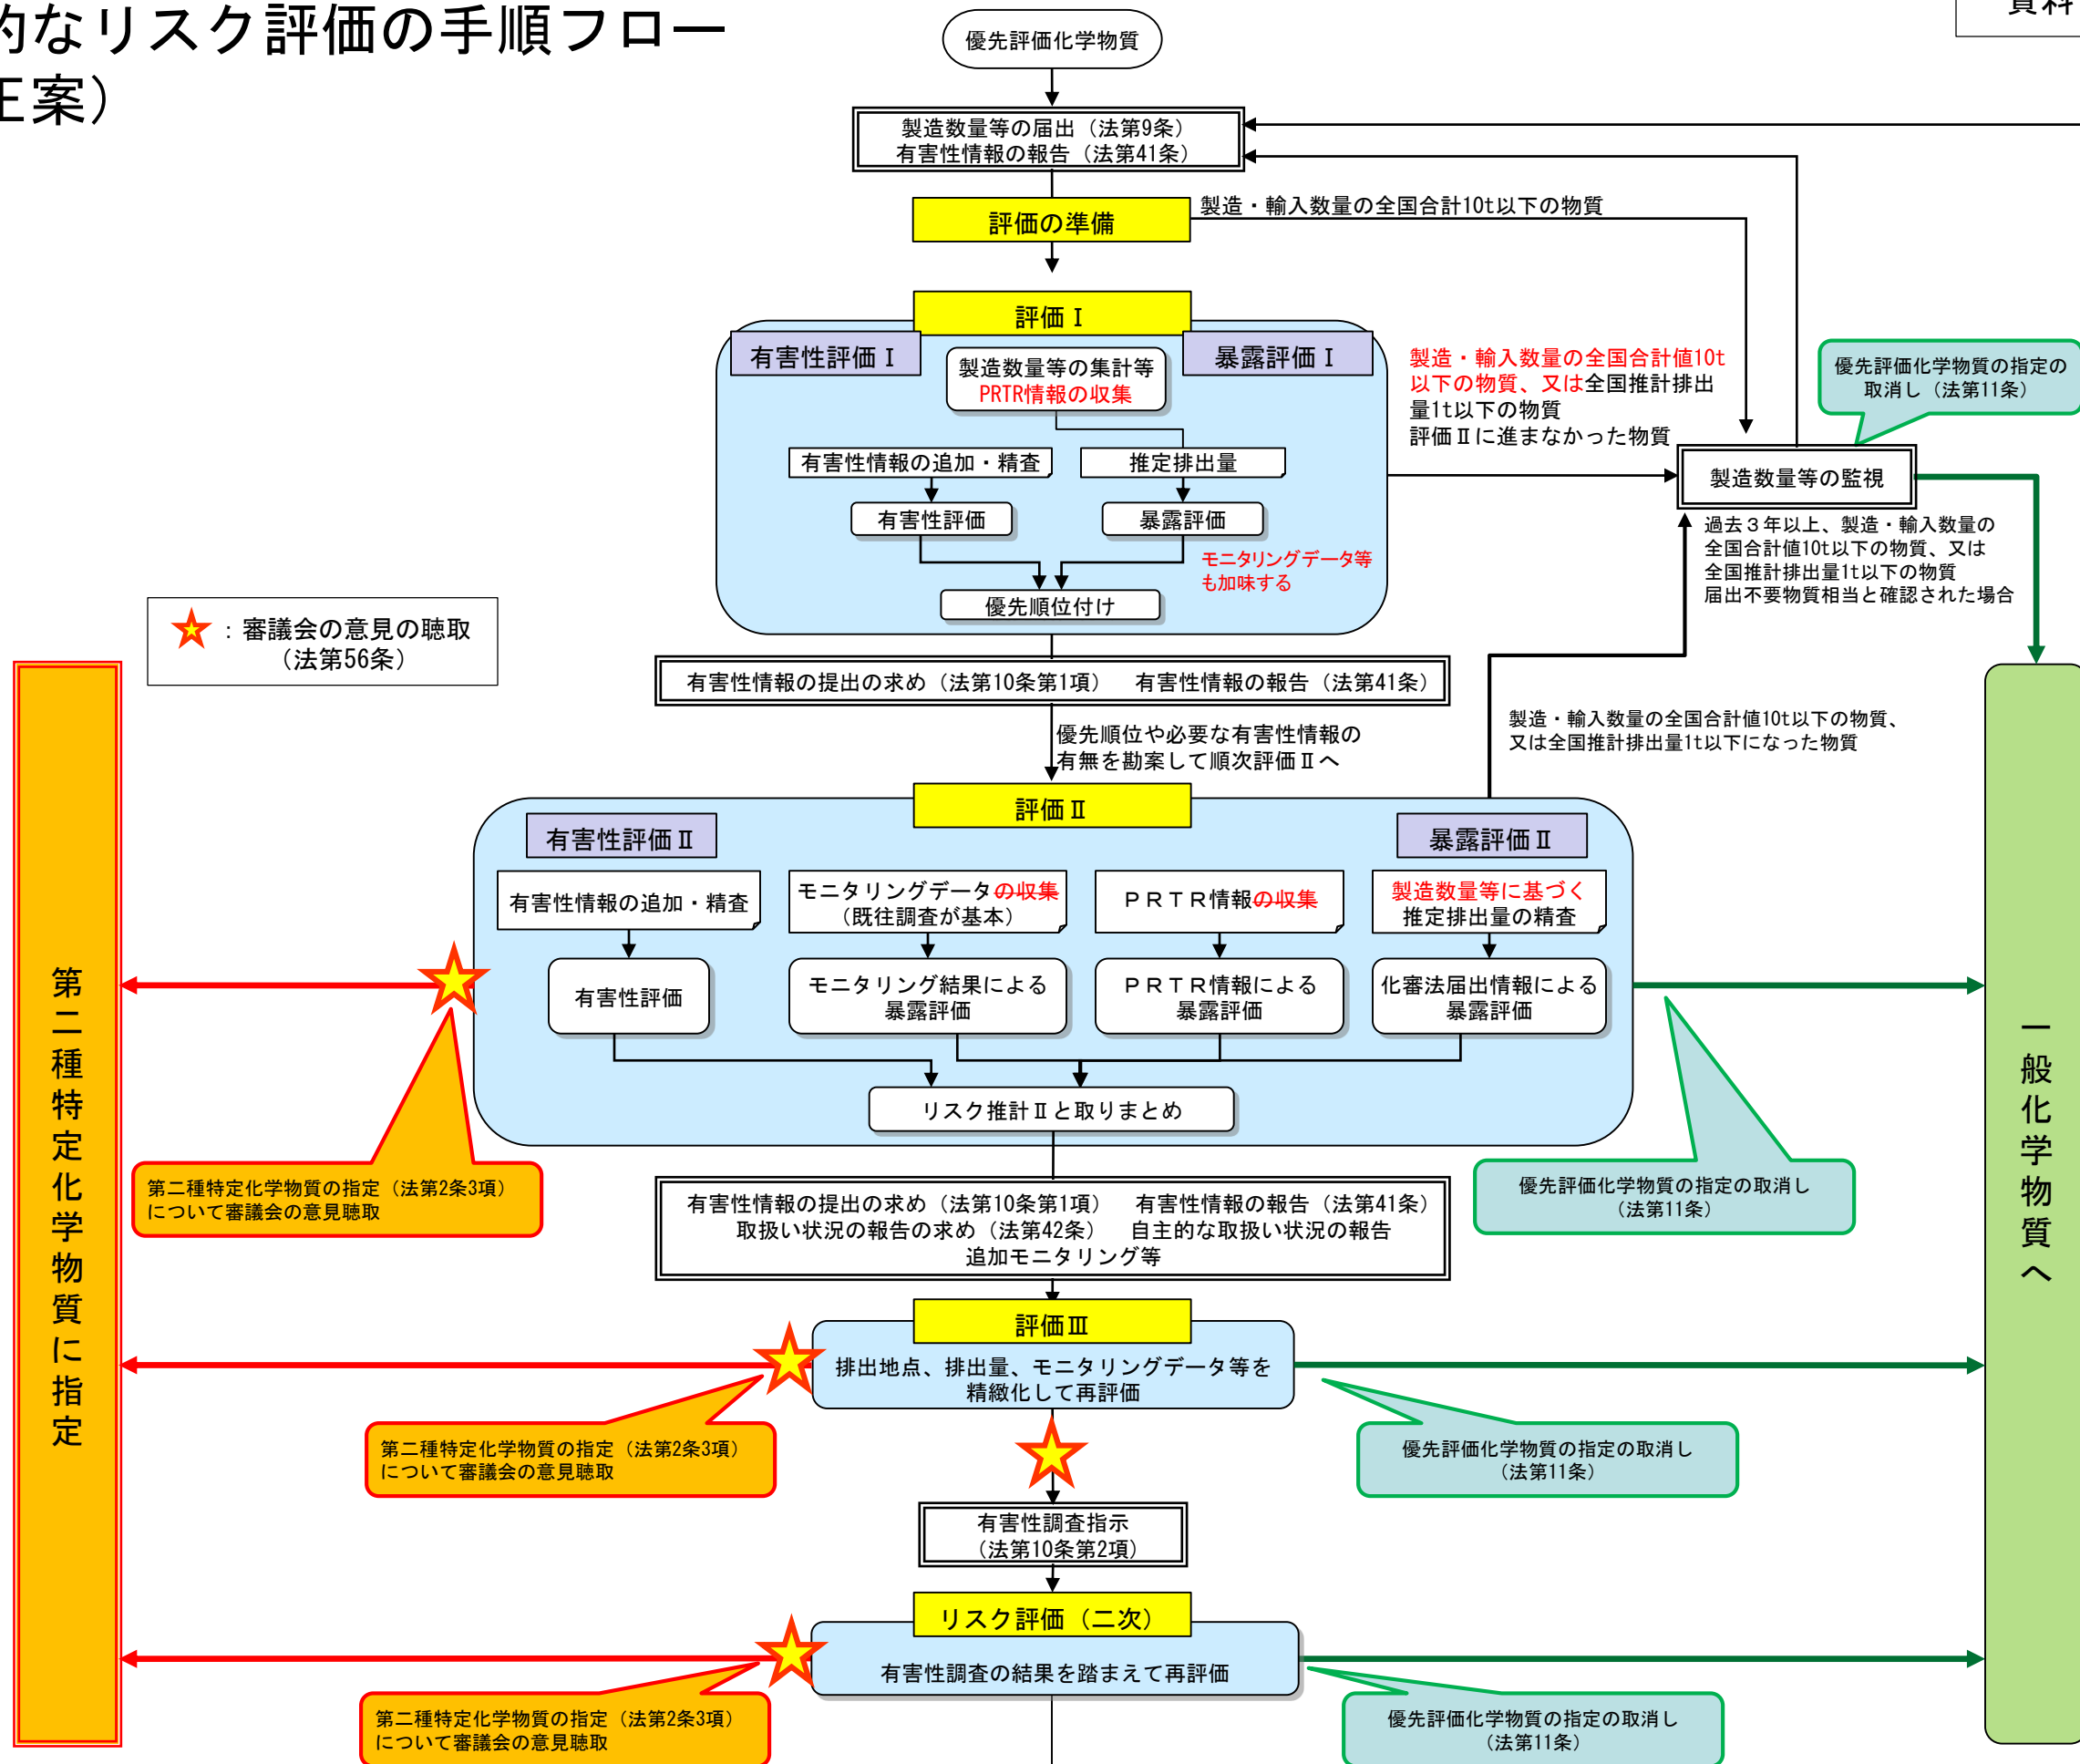 的なリスク評価の手順フロー
正案）
資料
優先評価化学物質
製造数量等の届出（法第9条）
有害性情報の報告（法第41条）
評価の準備
製造・輸入数量の全国合計10t以下の物質
評価Ⅰ
有害性評価Ⅰ
暴露評価Ⅰ
製造数量等の集計等
PRTR情報の収集
有害性情報の追加・精査
推定排出量
有害性評価
暴露評価
モニタリングデータ等
も加味する
優先順位付け
製造・輸入数量の全国合計値10t
以下の物質、又は全国推計排出
量1t以下の物質
評価Ⅱに進まなかった物質
優先評価化学物質の指定の
取消し（法第11条）
製造数量等の監視
過去３年以上、製造・輸入数量の
全国合計値10t以下の物質、又は
全国推計排出量1t以下の物質
届出不要物質相当と確認された場合
：審議会の意見の聴取
（法第56条）
有害性情報の提出の求め（法第10条第1項）　有害性情報の報告（法第41条）
優先順位や必要な有害性情報の
有無を勘案して順次評価Ⅱへ
製造・輸入数量の全国合計値10t以下の物質、
又は全国推計排出量1t以下になった物質
評価Ⅱ
有害性評価Ⅱ
暴露評価Ⅱ
有害性情報の追加・精査
モニタリングデータの収集
（既往調査が基本）
ＰＲＴＲ情報の収集
製造数量等に基づく
推定排出量の精査
有害性評価
モニタリング結果による
暴露評価
ＰＲＴＲ情報による
暴露評価
化審法届出情報による
暴露評価
リスク推計Ⅱと取りまとめ
第二種特定化学物質に指定
一般化学物質へ
第二種特定化学物質の指定（法第2条3項）
について審議会の意見聴取
優先評価化学物質の指定の取消し
（法第11条）
有害性情報の提出の求め（法第10条第1項）　有害性情報の報告（法第41条）
取扱い状況の報告の求め（法第42条）　自主的な取扱い状況の報告
追加モニタリング等
評価Ⅲ
排出地点、排出量、モニタリングデータ等を
精緻化して再評価
第二種特定化学物質の指定（法第2条3項）
について審議会の意見聴取
優先評価化学物質の指定の取消し
（法第11条）
有害性調査指示
（法第10条第2項）
リスク評価（二次）
有害性調査の結果を踏まえて再評価
第二種特定化学物質の指定（法第2条3項）
について審議会の意見聴取
優先評価化学物質の指定の取消し
（法第11条）